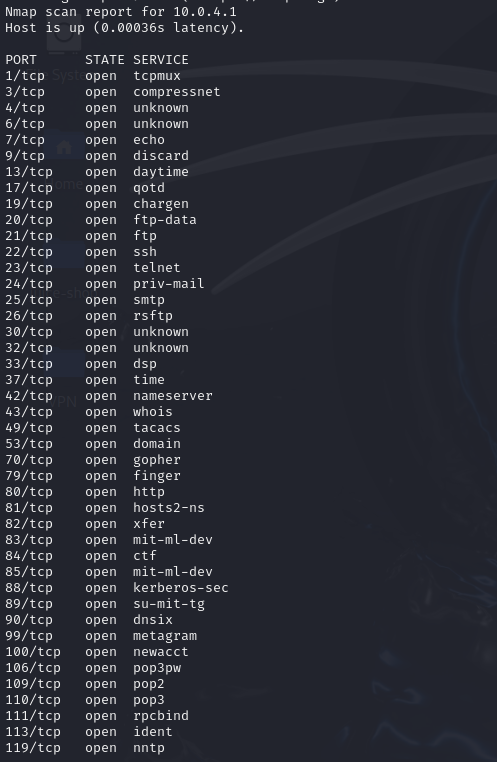 Nmap scan report for 10.0.4.1
Host is up (0.00036s latency).
PORT STATE SERVICE
1/tcp open tcpmux
3/tcp open compressnet
4/tcp open unknown
6/tcp open unknown
7/tcp open echo
9/tcp open discard
13/tcp open daytime
17/tcp open qotd
19/tcp open chargen
20/tcp open ftp-data
21/tcp open ftp
22/tcp open ssh
23/tcp open telnet
24/tcp open priv-mail
25/tcp open smtp
26/tcp open rsftp
30/tcp open unknown
32/tcp open unknown
33/tcp open dsp
37/tcp open time
42/tcp open nameserver
43/tcp open whois
49/tcp open tacacs
53/tcp open domain
70/tcp open gopher
79/tcp open finger
80/tcp open http
81/tcp open hosts2-ns
82/tcp open xfer
83/tcp open mit-ml-dev
84/tcp open ctf
85/tcp open mit-ml-dev
88/tcp open kerberos-sec
89/tcp open su-mit-tg
90/tcp open dnsix
99/tcp open metagram
100/tcp open newacct
106/tcp open pop3pw
109/tcp open pop2
110/tcp open pop3
111/tcp open rpcbind
113/tcp open ident
119/tcp open nntp